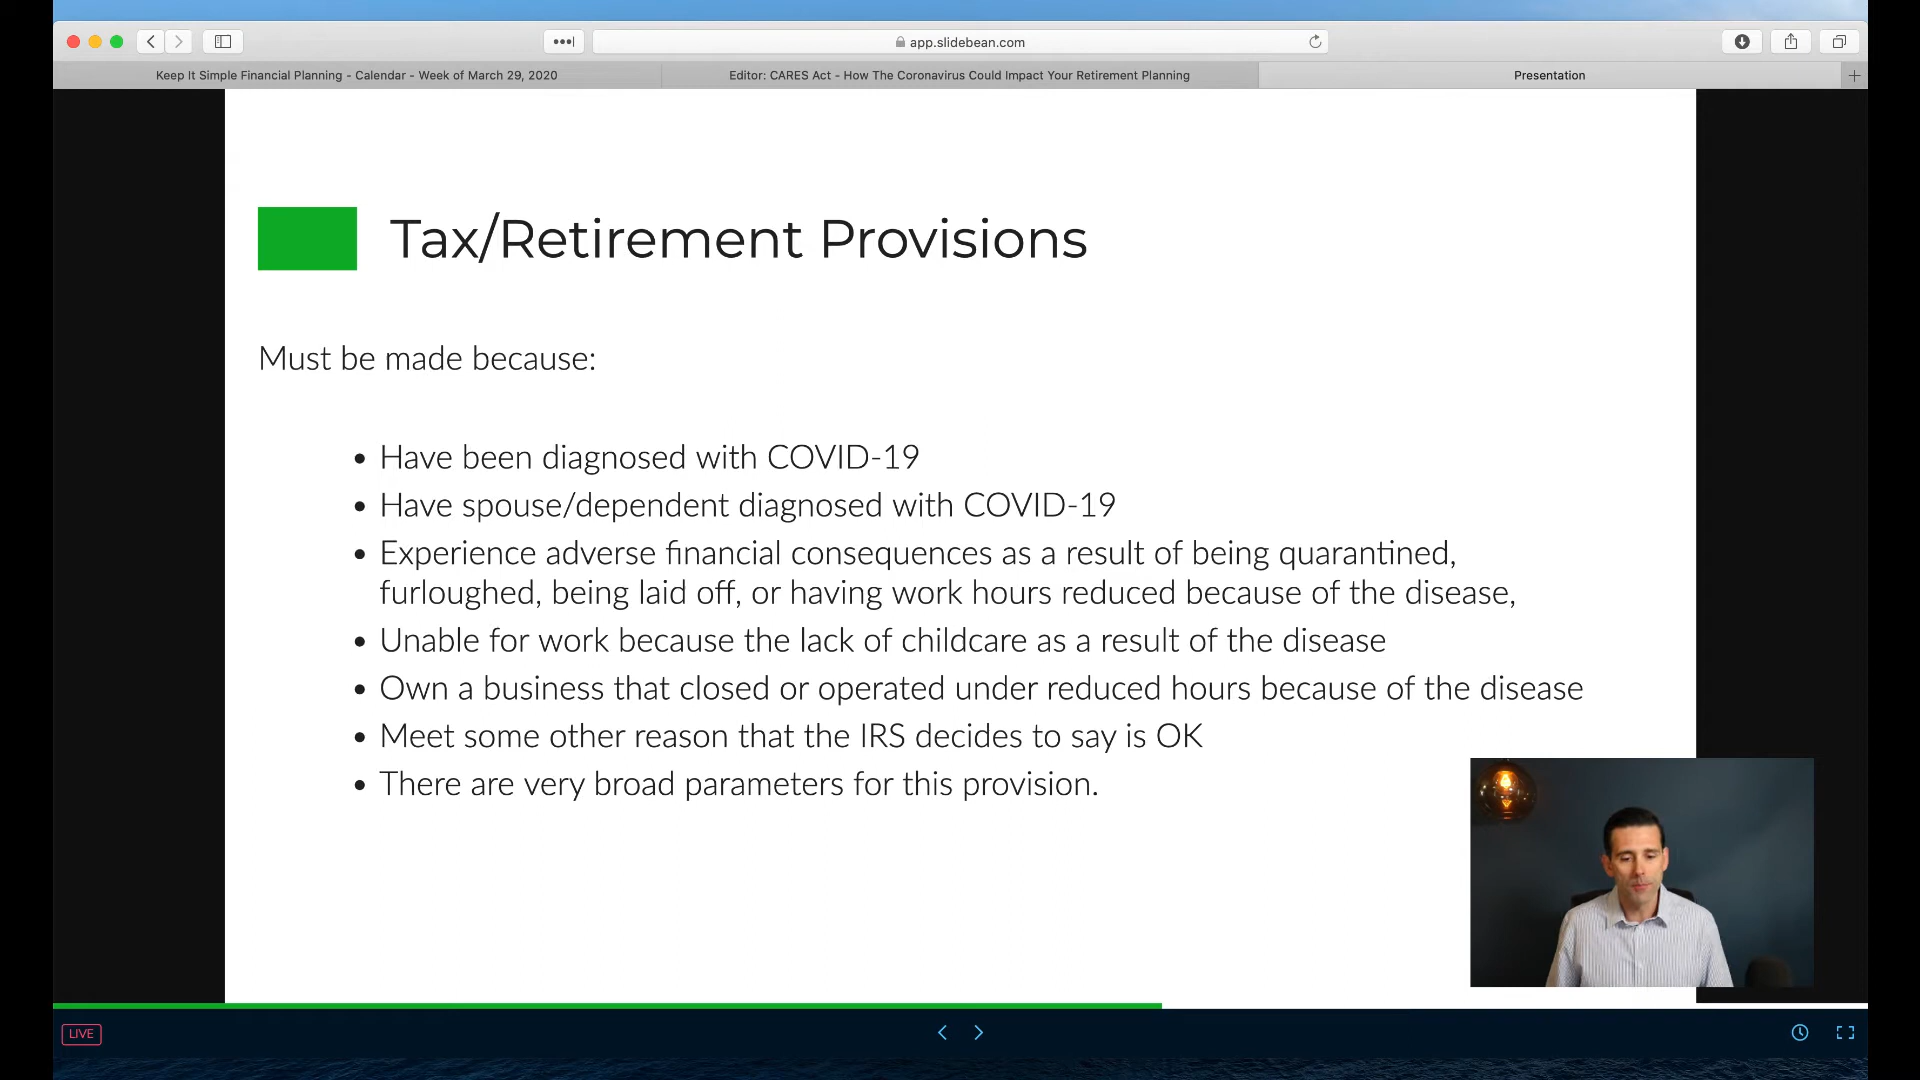 app.slidebean.com
Keep It Simple Financial Planning - Calendar - Week of March 29, 2020
Editor: CARES Act - How The Coronavirus Could Impact Your Retirement Planning
Presentation
Tax/Retirement Provisions
Must be made because:
• Have been diagnosed with COVID-19
• Have spouse/dependent diagnosed with COVID-19
• Experience adverse financial consequences as a result of being quarantined,
furloughed, being laid off, or having work hours reduced because of the disease,
• Unable for work because the lack of childcare as a result of the disease
• Own a business that closed or operated under reduced hours because of the disease
• Meet some other reason that the IRS decides to say is OK
• There are very broad parameters for this provision.
LIVE